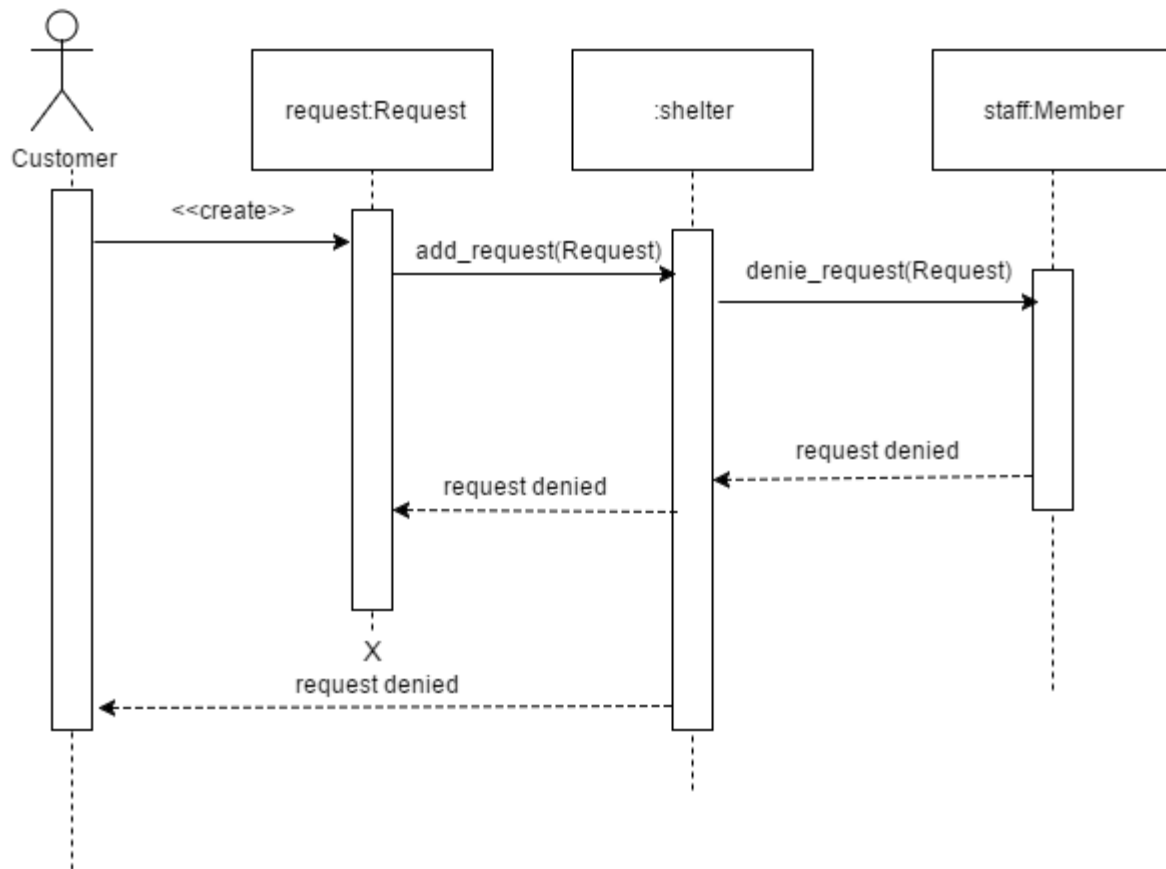 Customer
request:Request
:shelter
staff:Member
<<create>>
add_request(Request)
denie_request(Request)
request denied
request denied
X
request denied